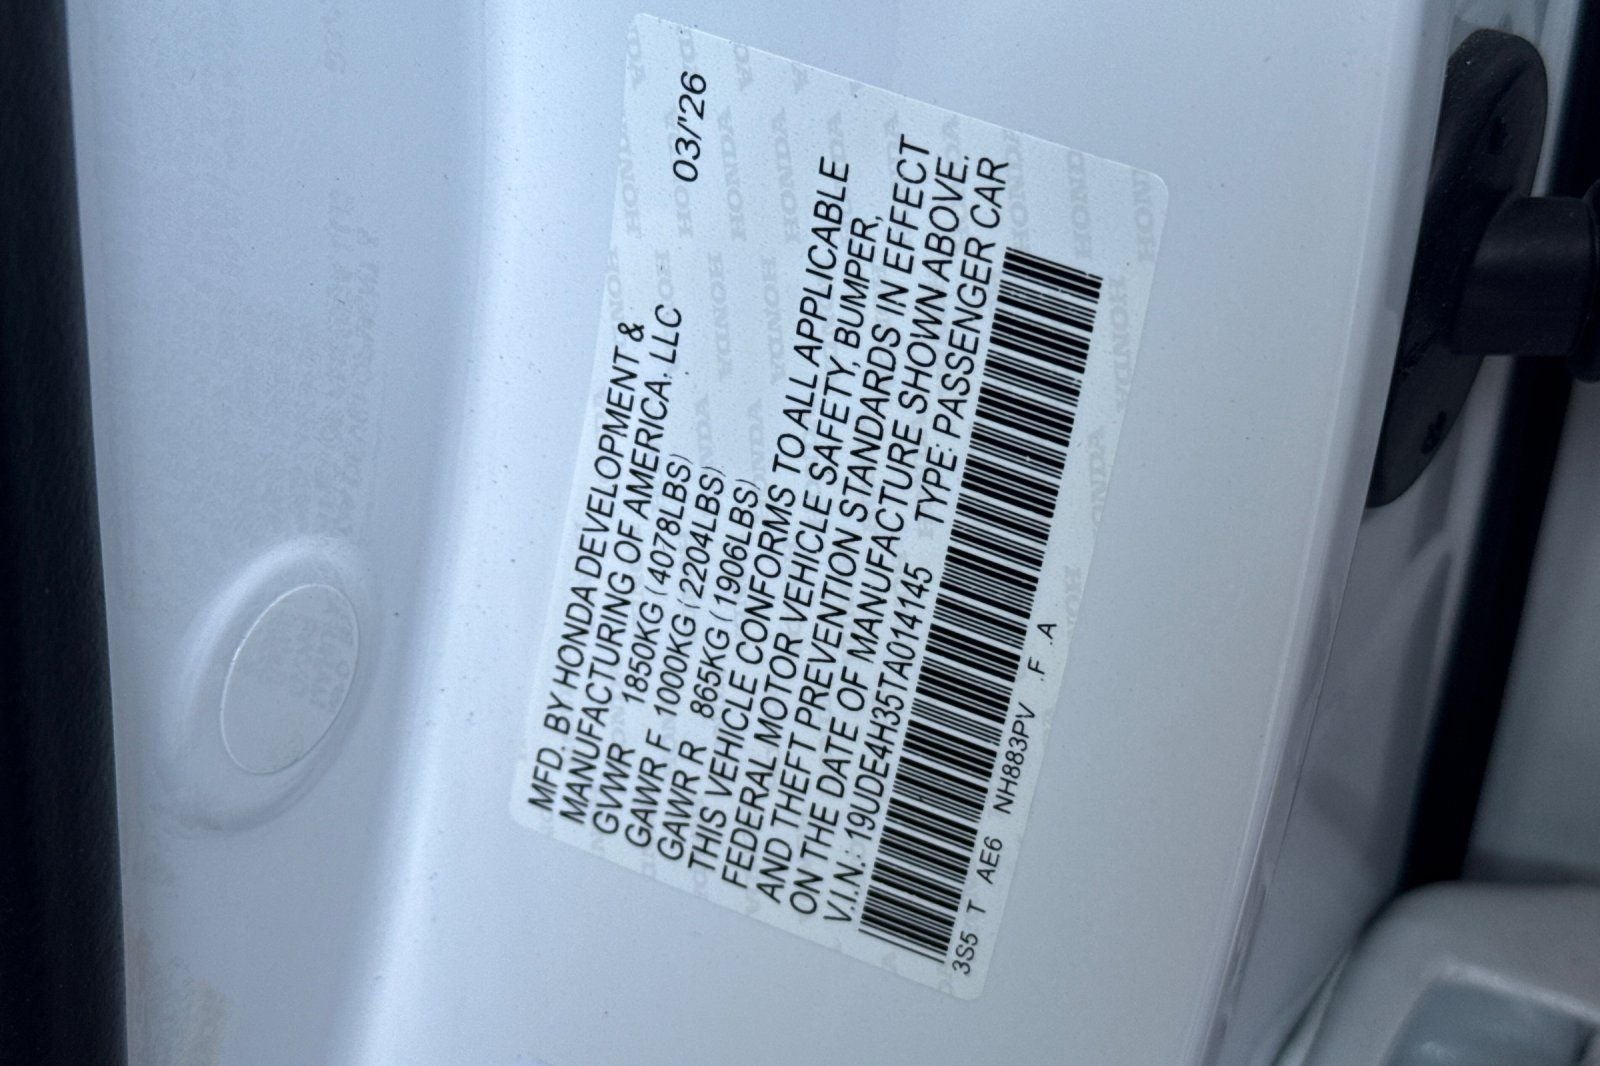 03/'26
MFD. BY HONDA DEVELOPMENT &
MANUFACTURING OF AMERICA, LLC
GVWR 1850KG (4078LBS)
GAWR F 1000KG (2204LBS)
GAWR R 865KG (1906LBS)
THIS VEHICLE CONFORMS TO ALL APPLICABLE
FEDERAL MOTOR VEHICLE SAFETY, BUMPER,
AND THEFT PREVENTION STANDARDS IN EFFECT
ON THE DATE OF MANUFACTURE SHOWN ABOVE.
V.I.N.: 19UDE4H35TA014145 TYPE: PASSENGER CAR
3S5 T AE6 NH883PV F A